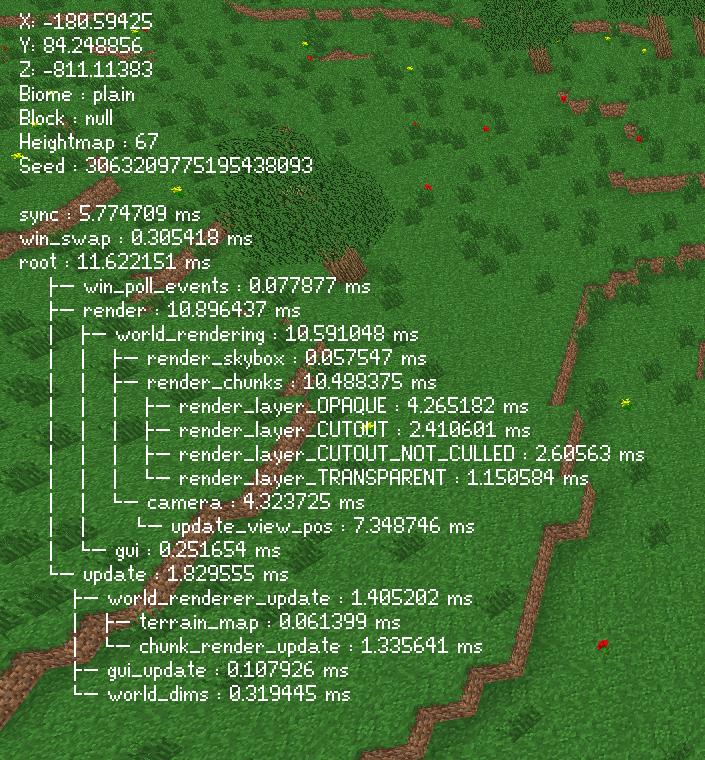 X: -180.59425
Y: 84.248856
Z: -811.11383
Biome : plain
Block : null
Heightmap : 67
Seed : 3063209775195438093
sync : 5.774709 ms
win_swap : 0.305418 ms
root : 11.622151 ms
├─ win_poll_events : 0.077877 ms
├─ render : 10.896437 ms
│ ├─ world_rendering : 10.591048 ms
│ │ ├─ render_skybox : 0.057547 ms
│ │ ├─ render_chunks : 10.488375 ms
│ │ │ ├─ render_layer_OPAQUE : 4.265182 ms
│ │ │ ├─ render_layer_CUTOUT : 2.410601 ms
│ │ │ ├─ render_layer_CUTOUT_NOT_CULLED : 2.60563 ms
│ │ │ └─ render_layer_TRANSPARENT : 1.150584 ms
│ │ └─ camera : 4.323725 ms
│ │ └─ update_view_pos : 7.348746 ms
│ └─ gui : 0.251654 ms
└─ update : 1.829555 ms
├─ world_renderer_update : 1.405202 ms
│ ├─ terrain_map : 0.061399 ms
│ └─ chunk_render_update : 1.335641 ms
├─ gui_update : 0.107926 ms
└─ world_dims : 0.319445 ms